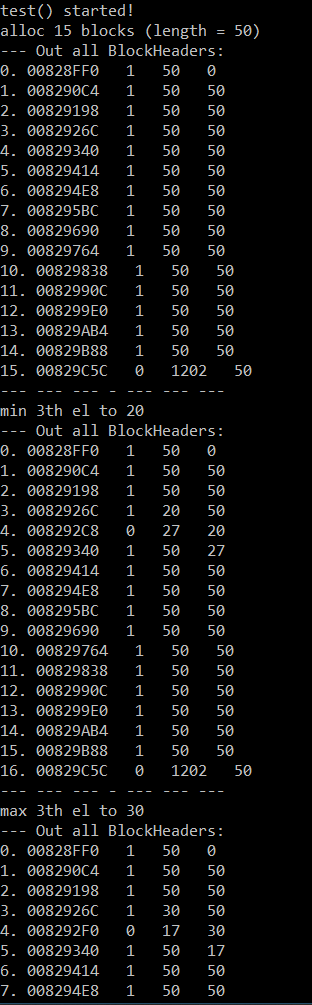 test() started!
alloc 15 blocks (length = 50)
--- Out all BlockHeaders:
0. 00828FF0   1   50   0
1. 008290C4   1   50   50
2. 00829198   1   50   50
3. 0082926C   1   50   50
4. 00829340   1   50   50
5. 00829414   1   50   50
6. 008294E8   1   50   50
7. 008295BC   1   50   50
8. 00829690   1   50   50
9. 00829764   1   50   50
10. 00829838   1   50   50
11. 0082990C   1   50   50
12. 008299E0   1   50   50
13. 00829AB4   1   50   50
14. 00829B88   1   50   50
15. 00829C5C   0   1202   50
--- --- --- - --- --- ---
min 3th el to 20
--- Out all BlockHeaders:
0. 00828FF0   1   50   0
1. 008290C4   1   50   50
2. 00829198   1   50   50
3. 0082926C   1   20   50
4. 008292C8   0   27   20
5. 00829340   1   50   27
6. 00829414   1   50   50
7. 008294E8   1   50   50
8. 008295BC   1   50   50
9. 00829690   1   50   50
10. 00829764   1   50   50
11. 00829838   1   50   50
12. 0082990C   1   50   50
13. 008299E0   1   50   50
14. 00829AB4   1   50   50
15. 00829B88   1   50   50
16. 00829C5C   0   1202   50
--- --- --- - --- --- ---
max 3th el to 30
--- Out all BlockHeaders:
0. 00828FF0   1   50   0
1. 008290C4   1   50   50
2. 00829198   1   50   50
3. 0082926C   1   30   50
4. 008292F0   0   17   30
5. 00829340   1   50   17
6. 00829414   1   50   50
7. 008294E8   1   50   50